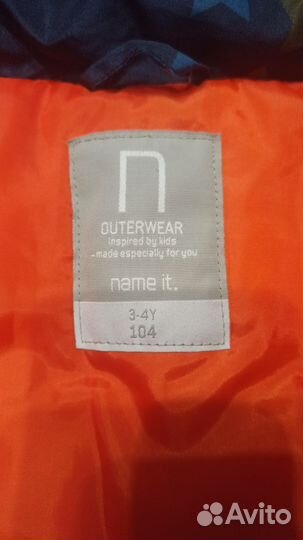 n
OUTERWEAR
Inspired by kids
-made especially for you
name it.
3-4Y
104
Avito